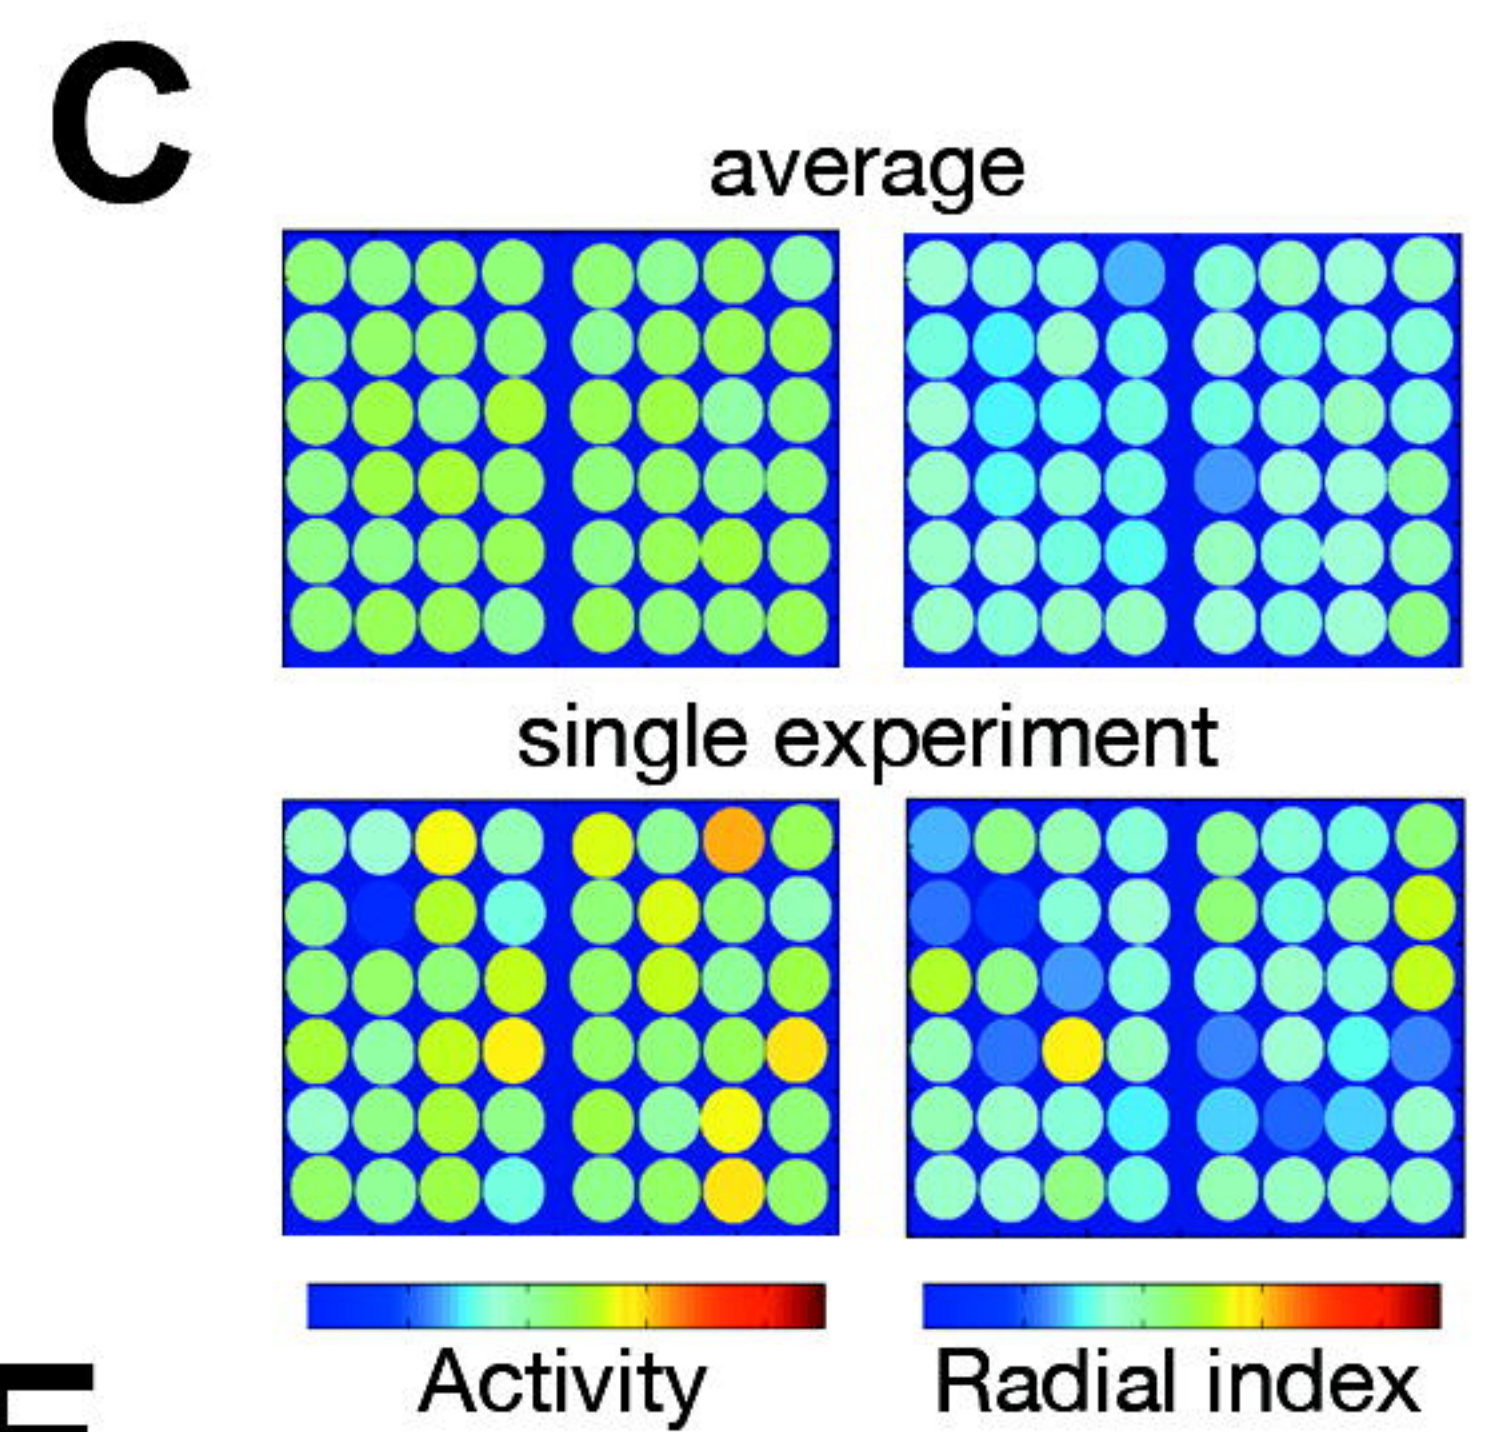 C
average
single experiment
Activity
Radial index